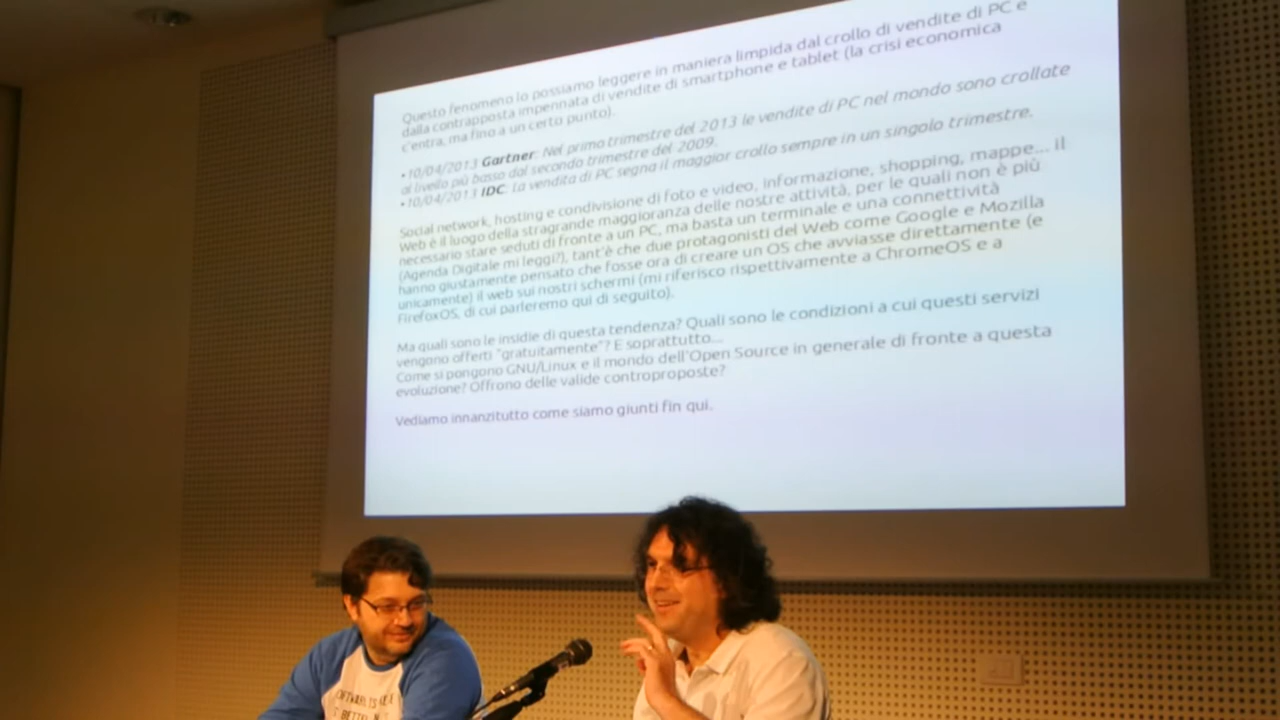 Questo fenomeno lo possiamo leggere in maniera limpida dal crollo di vendite di PC e
dalla contrapposta impennata di vendite di smartphone e tablet (la crisi economica
c'entra, ma fino a un certo punto).
•10/04/2013 Gartner: Nel primo trimestre del 2013 le vendite di PC nel mondo sono crollate
al livello più basso dal secondo trimestre del 2009.
•10/04/2013 IDC: La vendita di PC segna il maggior crollo sempre in un singolo trimestre.
Social network, hosting e condivisione di foto e video, informazione, shopping, mappe... il
Web è il luogo della stragrande maggioranza delle nostre attività, per le quali non è più
necessario stare seduti di fronte a un PC, ma basta un terminale e una connettività
(Agenda Digitale mi leggi?), tant'è che due protagonisti del Web come Google e Mozilla
hanno giustamente pensato che fosse ora di creare un OS che avviasse direttamente (e
unicamente) il web sui nostri schermi (mi riferisco rispettivamente a ChromeOS e a
FirefoxOS, di cui parleremo qui di seguito).
Ma quali sono le insidie di questa tendenza? Quali sono le condizioni a cui questi servizi
vengono offerti "gratuitamente"? E soprattutto...
Come si pongono GNU/Linux e il mondo dell'Open Source in generale di fronte a questa
evoluzione? Offrono delle valide controproposte?
Vediamo innanzitutto come siamo giunti fin qui.